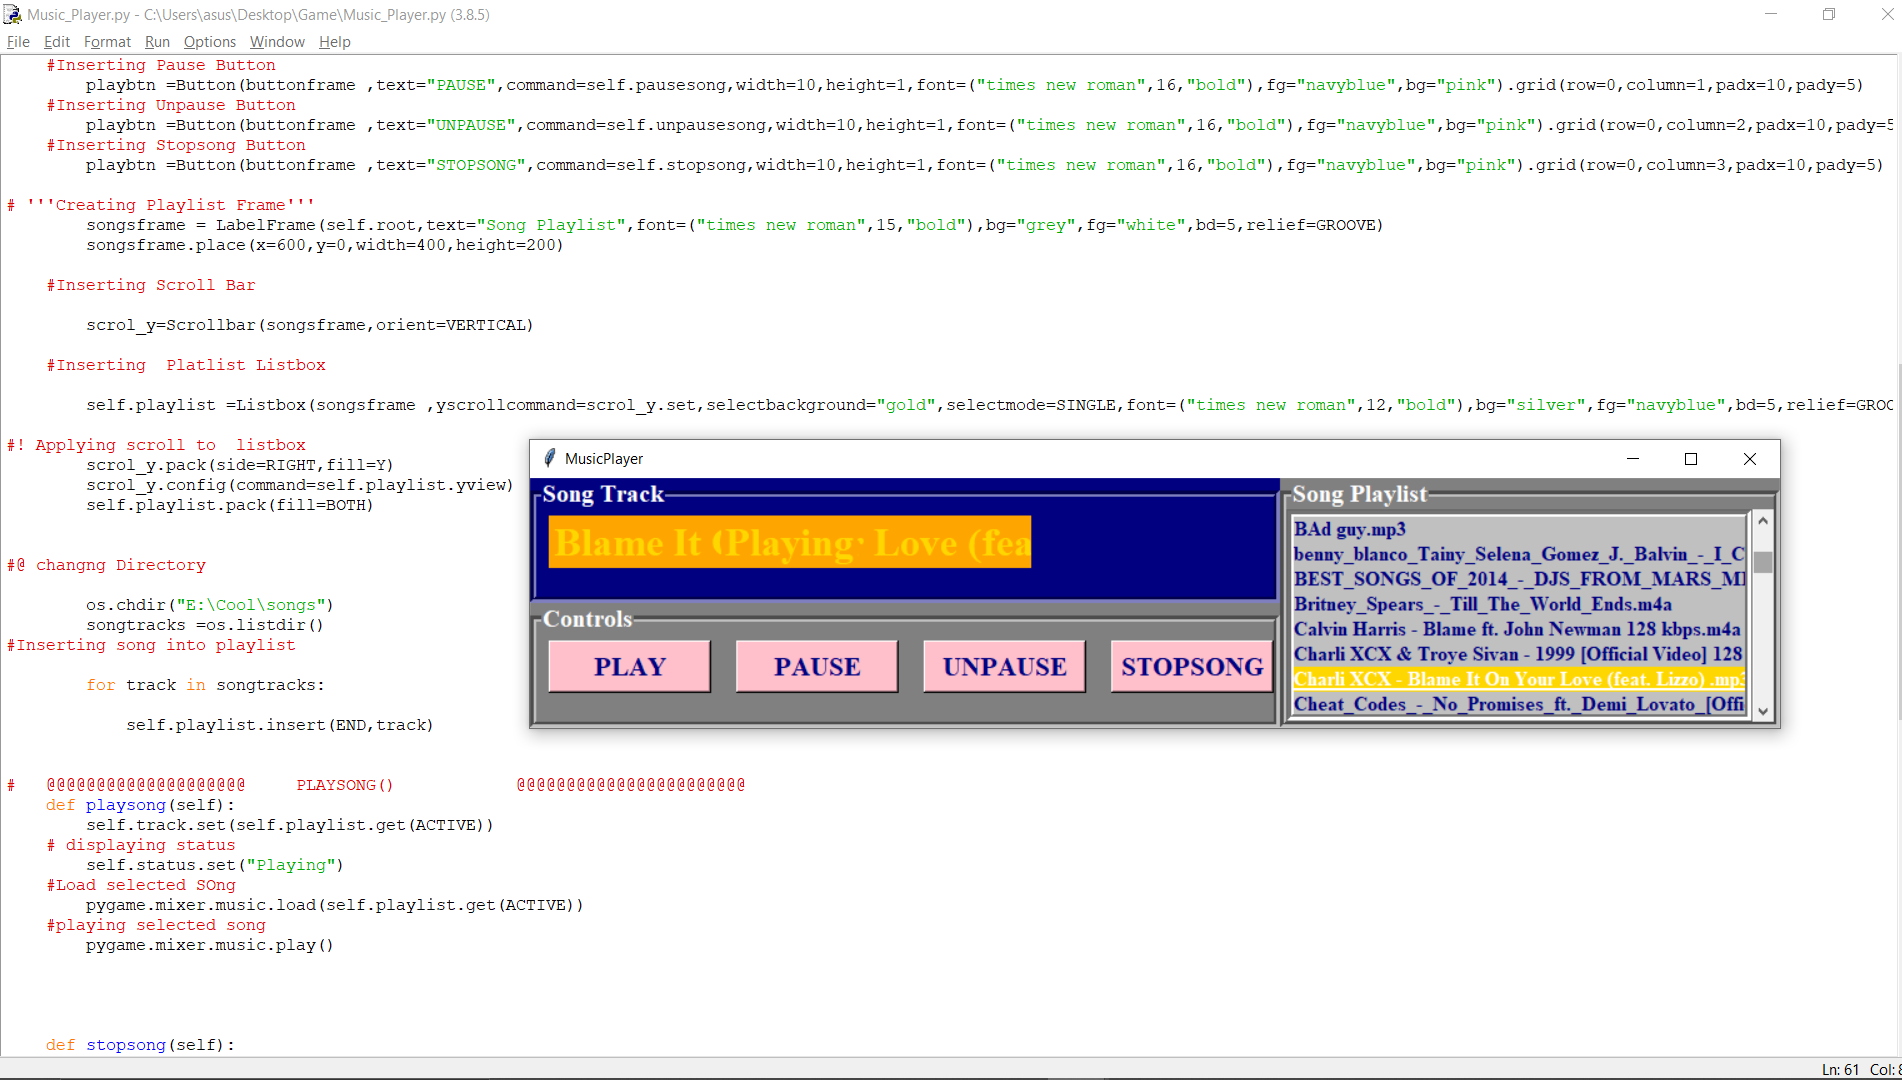 Music_Player.py - C:\Users\asus\Desktop\Game\Music_Player.py (3.8.5)
File Edit Format Run Options Window Help
#Inserting Pause Button
playbtn =Button(buttonframe ,text="PAUSE",command=self.pausesong,width=10,height=1,font=("times new roman",16,"bold"),fg="navyblue",bg="pink").grid(row=0,column=1,padx=10,pady=5)
#Inserting Unpause Button
playbtn =Button(buttonframe ,text="UNPAUSE",command=self.unpausesong,width=10,height=1,font=("times new roman",16,"bold"),fg="navyblue",bg="pink").grid(row=0,column=2,padx=10,pady=5
#Inserting Stopsong Button
playbtn =Button(buttonframe ,text="STOPSONG",command=self.stopsong,width=10,height=1,font=("times new roman",16,"bold"),fg="navyblue",bg="pink").grid(row=0,column=3,padx=10,pady=5)
# '''Creating Playlist Frame'''
songsframe = LabelFrame(self.root,text="Song Playlist",font=("times new roman",15,"bold"),bg="grey",fg="white",bd=5,relief=GROOVE)
songsframe.place(x=600,y=0,width=400,height=200)
#Inserting Scroll Bar
scrol_y=Scrollbar(songsframe,orient=VERTICAL)
#Inserting  Platlist Listbox
self.playlist =Listbox(songsframe ,yscrollcommand=scrol_y.set,selectbackground="gold",selectmode=SINGLE,font=("times new roman",12,"bold"),bg="silver",fg="navyblue",bd=5,relief=GROO
#! Applying scroll to  listbox
scrol_y.pack(side=RIGHT,fill=Y)
scrol_y.config(command=self.playlist.yview)
self.playlist.pack(fill=BOTH)
#@ changng Directory
os.chdir("E:\Cool\songs")
songtracks =os.listdir()
#Inserting song into playlist
for track in songtracks:
self.playlist.insert(END,track)
#   @@@@@@@@@@@@@@@@@@@@     PLAYSONG()            @@@@@@@@@@@@@@@@@@@@@@@
def playsong(self):
self.track.set(self.playlist.get(ACTIVE))
# displaying status
self.status.set("Playing")
#Load selected SOng
pygame.mixer.music.load(self.playlist.get(ACTIVE))
#playing selected song
pygame.mixer.music.play()
def stopsong(self):
MusicPlayer
Song Track
Blame It (Playing Love (fea
Controls
PLAY PAUSE UNPAUSE STOPSONG
Song Playlist
BAd guy.mp3
benny_blanco_Tainy_Selena_Gomez_J._Balvin_-_I_C
BEST_SONGS_OF_2014_-_DJS_FROM_MARS_MI
Britney_Spears_-_Till_The_World_Ends.m4a
Calvin Harris - Blame ft. John Newman 128 kbps.m4a
Charli XCX & Troye Sivan - 1999 [Official Video] 128
Charli XCX - Blame It On Your Love (feat. Lizzo) .mp3
Cheat_Codes_-_No_Promises_ft._Demi_Lovato_[Offi
Ln: 61 Col: 8